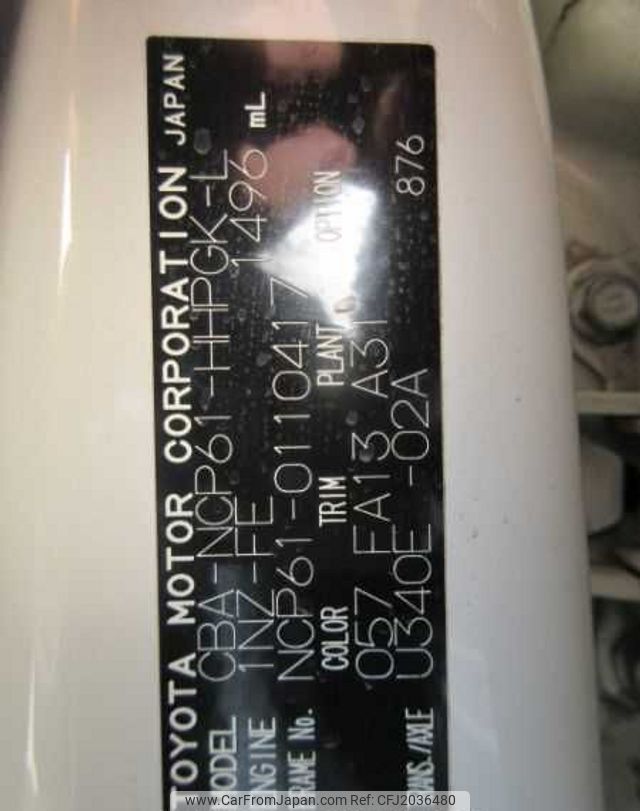 TOYOTA MOTOR CORPORATION JAPAN
MODEL CBA-NCP61-HHPGK-L
ENGINE 1NZ-FE 1496 mL
FRAME No. NCP61-0110417
COLOR TRIM PLANT OPTION
057 FA13 A31
TRANS./AXLE U340E -02A 876
www.CarFromJapan.com - CFJ2036480